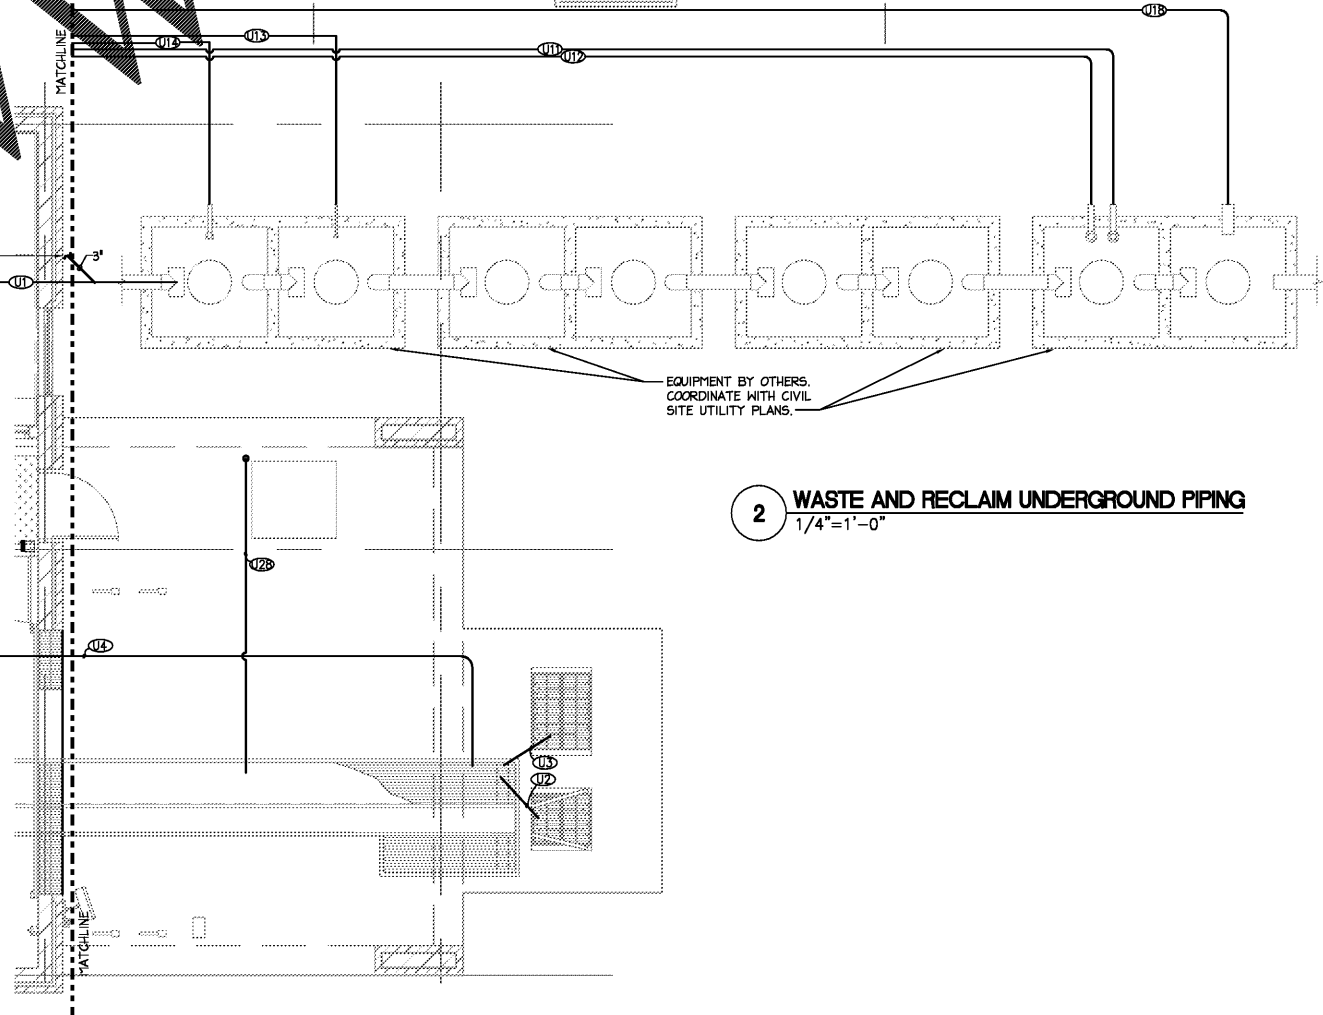 U18
MATCHLINE
U14
U13
U11
U12
3"
U1
EQUIPMENT BY OTHERS.
COORDINATE WITH CIVIL
SITE UTILITY PLANS.
2 WASTE AND RECLAIM UNDERGROUND PIPING
1/4"=1'-0"
U28
U4
U3
U2
MATCHLINE